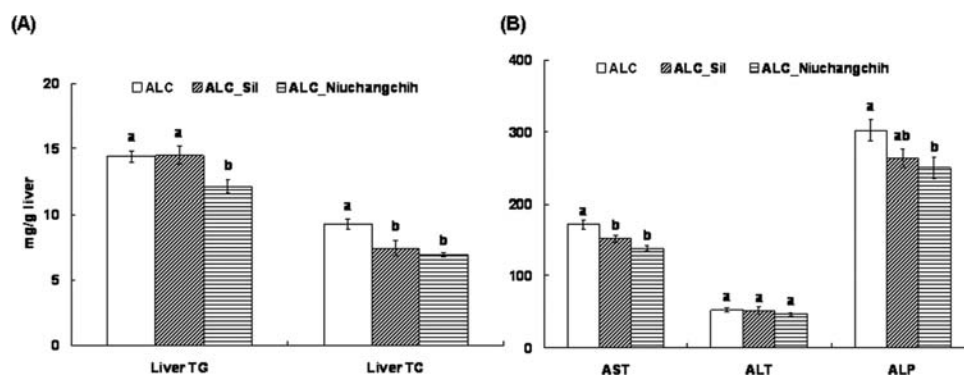 (A)
ALC ALC_Sil ALC_Niuchangchih
20
15
10
5
0
mg/g liver
a a b
a b b
Liver TG Liver TC
(B)
ALC ALC_Sil ALC_Niuchangchih
400
300
200
100
0
a b b
a a a
a ab b
AST ALT ALP